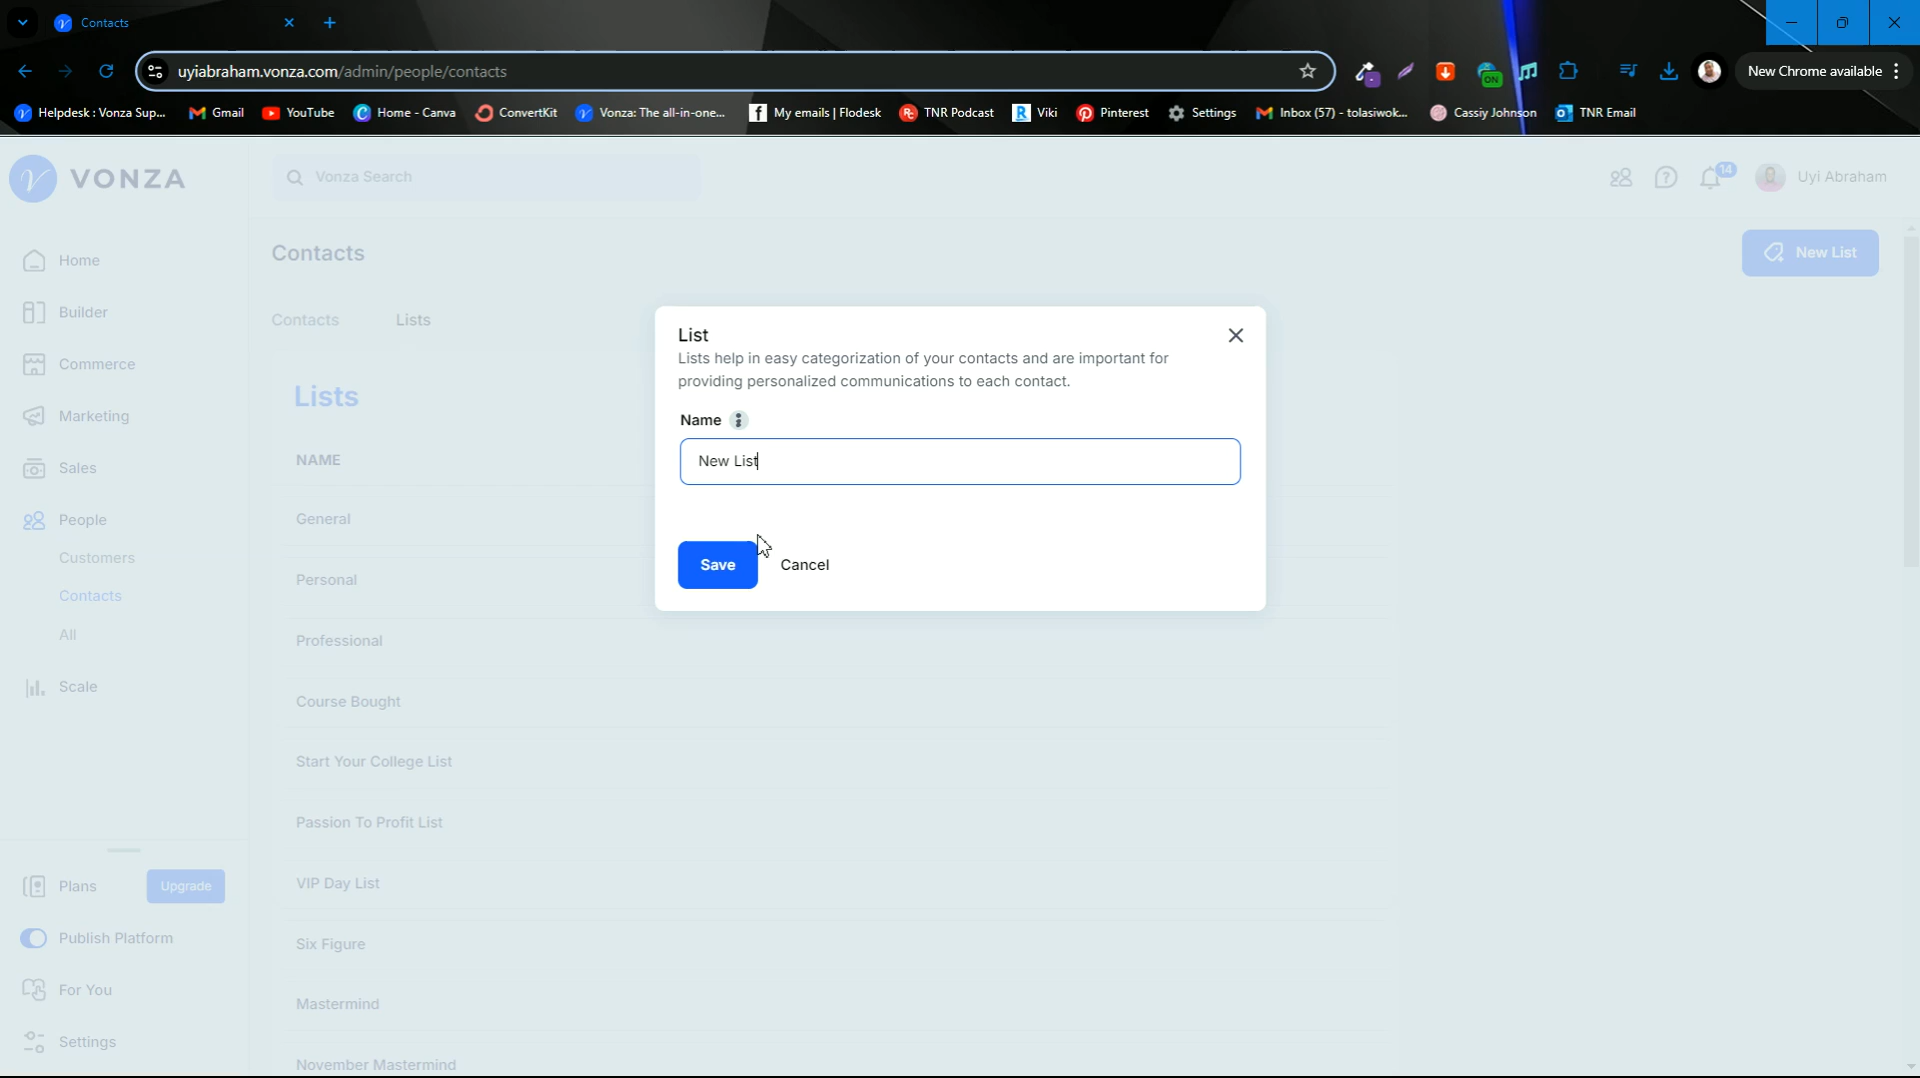 Contacts
uyiabraham.vonza.com/admin/people/contacts
New Chrome available
Helpdesk : Vonza Sup...
Gmail
YouTube
Home - Canva
ConvertKit
Vonza: The all-in-one...
My emails | Flodesk
TNR Podcast
Viki
Pinterest
Settings
Inbox (57) - tolasiwok...
Cassiy Johnson
TNR Email
VONZA
Vonza Search
14
Uyi Abraham
Home
Builder
Commerce
Marketing
Sales
People
Customers
Contacts
All
Scale
Plans
Upgrade
Publish Platform
For You
Settings
Contacts
New List
Contacts
Lists
Lists
NAME
General
Personal
Professional
Course Bought
Start Your College List
Passion To Profit List
VIP Day List
Six Figure
Mastermind
November Mastermind
List
Lists help in easy categorization of your contacts and are important for
providing personalized communications to each contact.
Name
New List
Save
Cancel
ON